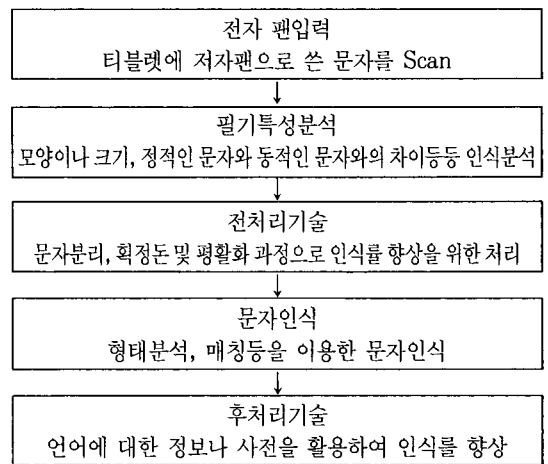 전자 팬입력
티블렛에 저자팬으로 쓴 문자를 Scan
필기특성분석
모양이나 크기, 정적인 문자와 동적인 문자와의 차이등등 인식분석
전처리기술
문자분리, 획정돈 및 평활화 과정으로 인식률 향상을 위한 처리
문자인식
형태분석, 매칭등을 이용한 문자인식
후처리기술
언어에 대한 정보나 사전을 활용하여 인식률 향상